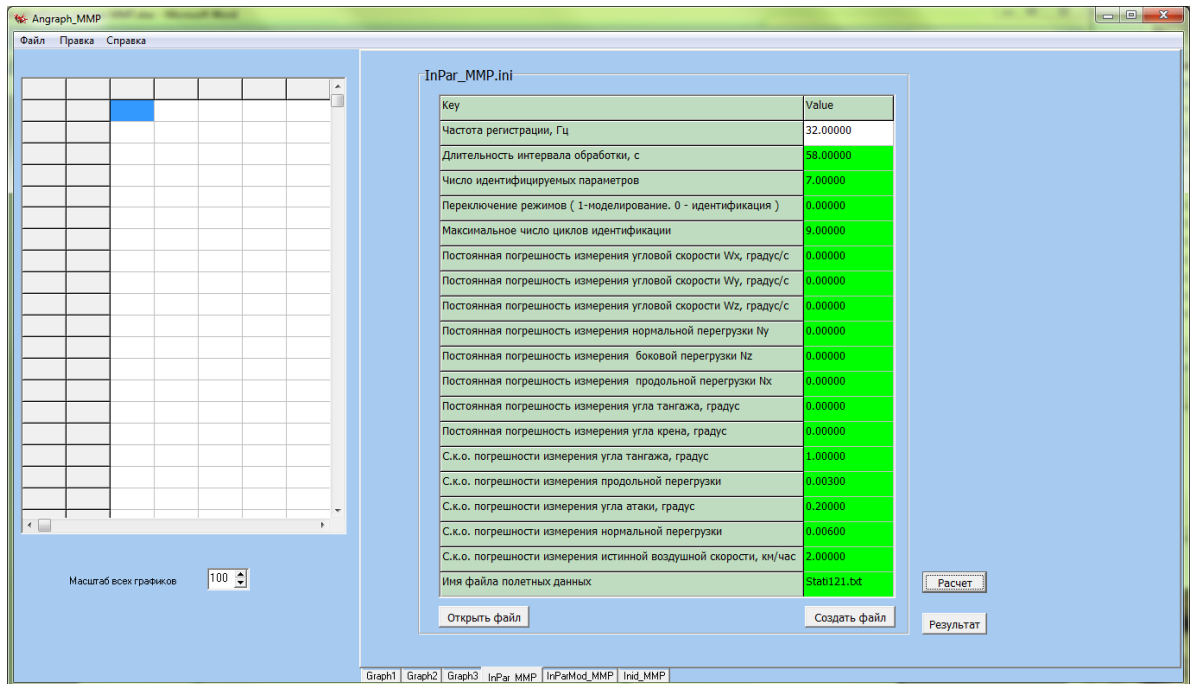 Angraph_MMP
Файл Правка Справка
InPar_MMP.ini
Key Value
Частота регистрации, Гц 32.00000
Длительность интервала обработки, с 58.00000
Число идентифицируемых параметров 7.00000
Переключение режимов ( 1-моделирование. 0 - идентификация ) 0.00000
Максимальное число циклов идентификации 9.00000
Постоянная погрешность измерения угловой скорости Wx, градус/с 0.00000
Постоянная погрешность измерения угловой скорости Wy, градус/с 0.00000
Постоянная погрешность измерения угловой скорости Wz, градус/с 0.00000
Постоянная погрешность измерения нормальной перегрузки Ny 0.00000
Постоянная погрешность измерения боковой перегрузки Nz 0.00000
Постоянная погрешность измерения продольной перегрузки Nx 0.00000
Постоянная погрешность измерения угла тангажа, градус 0.00000
Постоянная погрешность измерения угла крена, градус 0.00000
С.к.о. погрешности измерения угла тангажа, градус 1.00000
С.к.о. погрешности измерения продольной перегрузки 0.00300
С.к.о. погрешности измерения угла атаки, градус 0.20000
С.к.о. погрешности измерения нормальной перегрузки 0.00600
С.к.о. погрешности измерения истинной воздушной скорости, км/час 2.00000
Имя файла полетных данных Stati121.txt
Масштаб всех графиков 100
Расчет
Открыть файл Создать файл
Результат
Graph1 Graph2 Graph3 InPar_MMP InParMod_MMP Inid_MMP